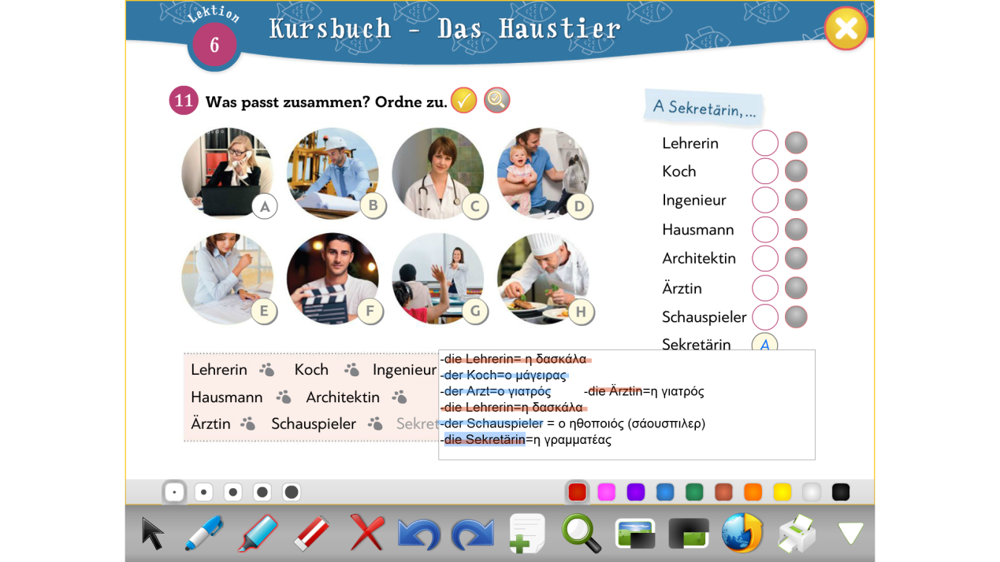 Lektion
6
Kursbuch - Das Haustier
11 Was passt zusammen? Ordne zu.
A Sekretärin,...
A
B
C
D
E
F
G
H
Lehrerin
Koch
Ingenieur
Hausmann
Architektin
Ärztin
Schauspieler
Sekretärin A
Lehrerin Koch Ingenieur
Hausmann Architektin
Ärztin Schauspieler Sekret
-die Lehrerin= η δασκάλα
-der Koch=ο μάγειρας
-der Arzt=ο γιατρός -die Ärztin=η γιατρός
-die Lehrerin=η δασκάλα
-der Schauspieler = ο ηθοποιός (σάουσπιλερ)
-die Sekretärin=η γραμματέας